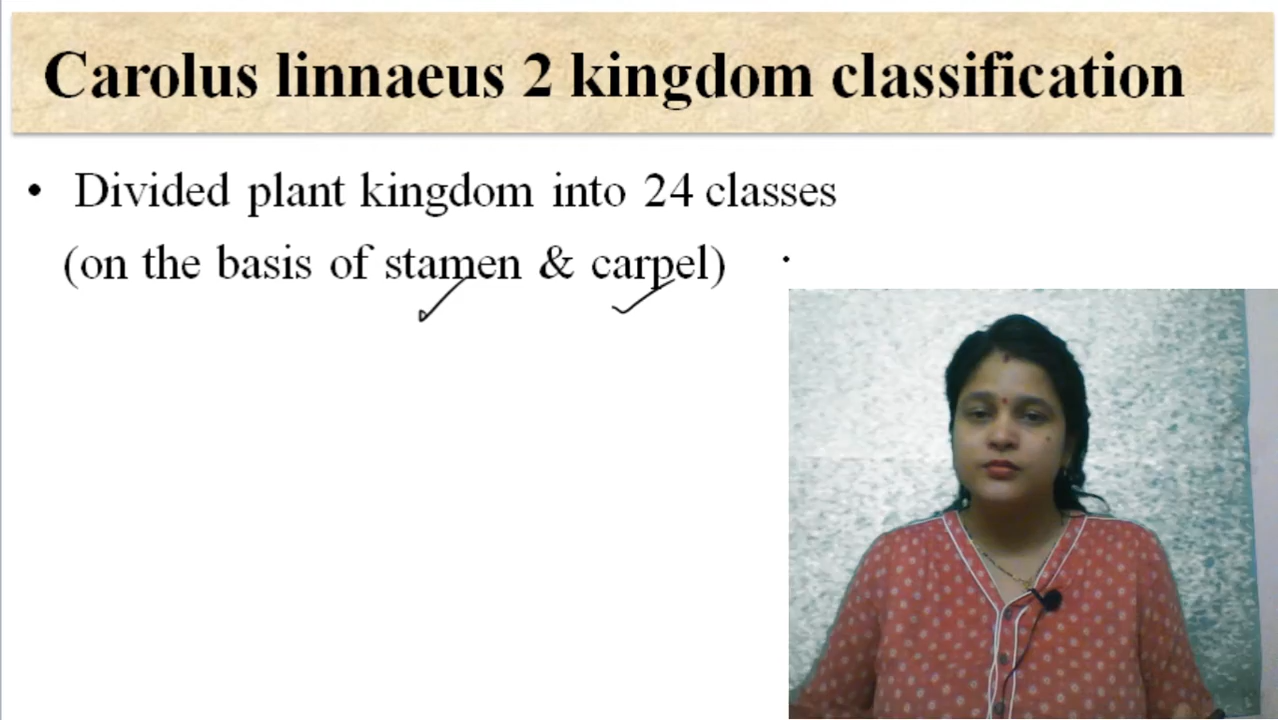 Carolus linnaeus 2 kingdom classification
• Divided plant kingdom into 24 classes
(on the basis of stamen & carpel)